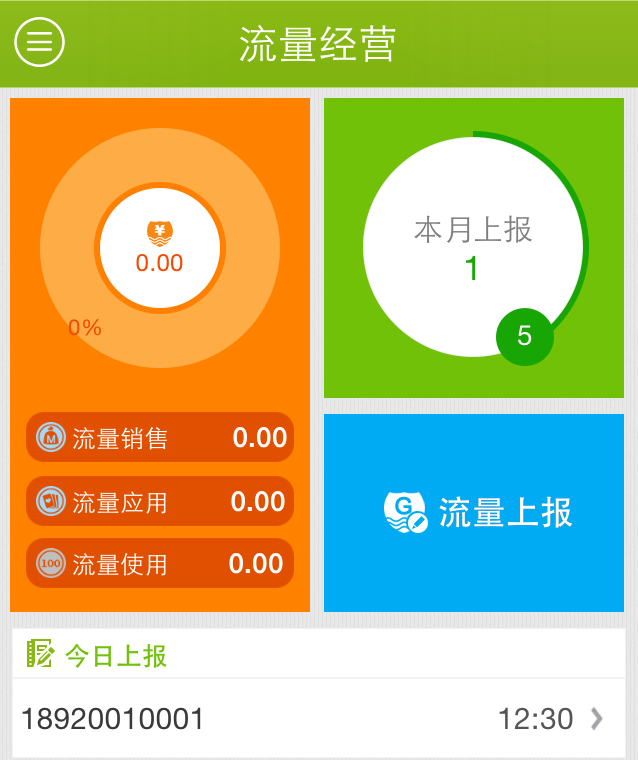 流量经营
¥
0.00
0%
M
流量销售 0.00
流量应用 0.00
100
流量使用 0.00
本月上报
1
5
G
流量上报
今日上报
18920010001 12:30